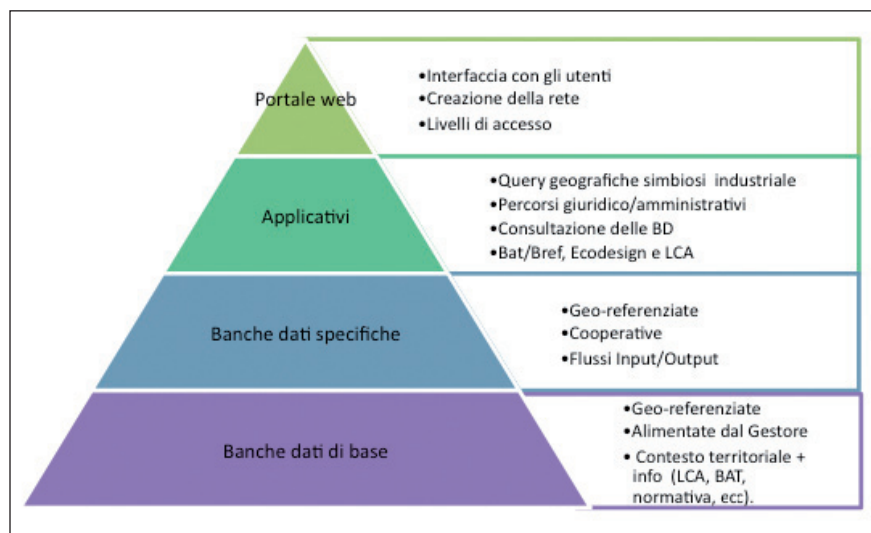 Portale web
•Interfaccia con gli utenti
•Creazione della rete
•Livelli di accesso
Applicativi
•Query geografiche simbiosi industriale
•Percorsi giuridico/amministrativi
•Consultazione delle BD
•Bat/Bref, Ecodesign e LCA
Banche dati specifiche
•Geo-referenziate
•Cooperative
•Flussi Input/Output
Banche dati di base
•Geo-referenziate
•Alimentate dal Gestore
• Contesto territoriale +
info (LCA, BAT,
normativa, ecc).